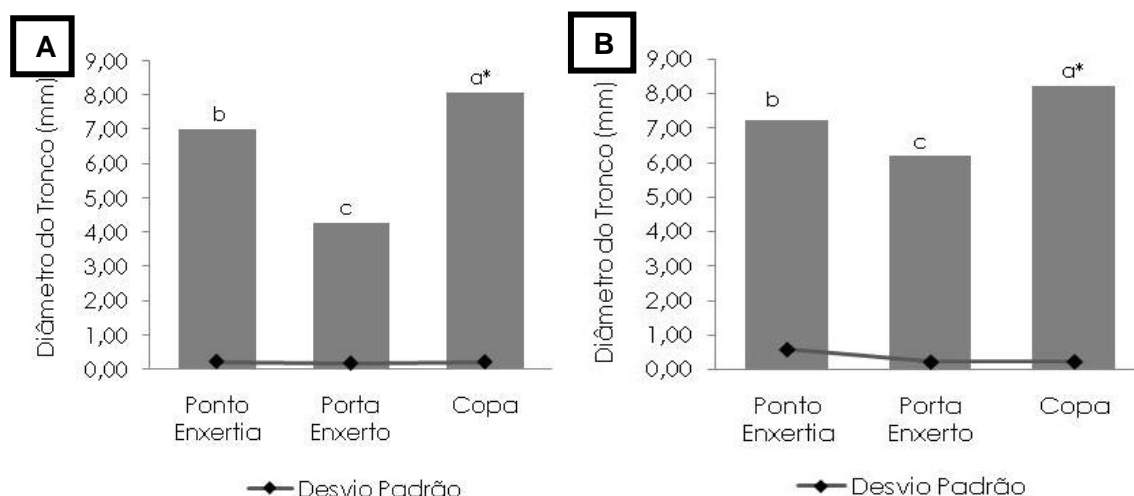 A
Diâmetro do Tronco (mm)
9,00
8,00
7,00
6,00
5,00
4,00
3,00
2,00
1,00
0,00
b
c
a*
Ponto Enxertia
Porta Enxerto
Copa
Desvio Padrão
B
Diâmetro do Tronco (mm)
9,00
8,00
7,00
6,00
5,00
4,00
3,00
2,00
1,00
0,00
b
c
a*
Ponto Enxertia
Porta Enxerto
Copa
Desvio Padrão